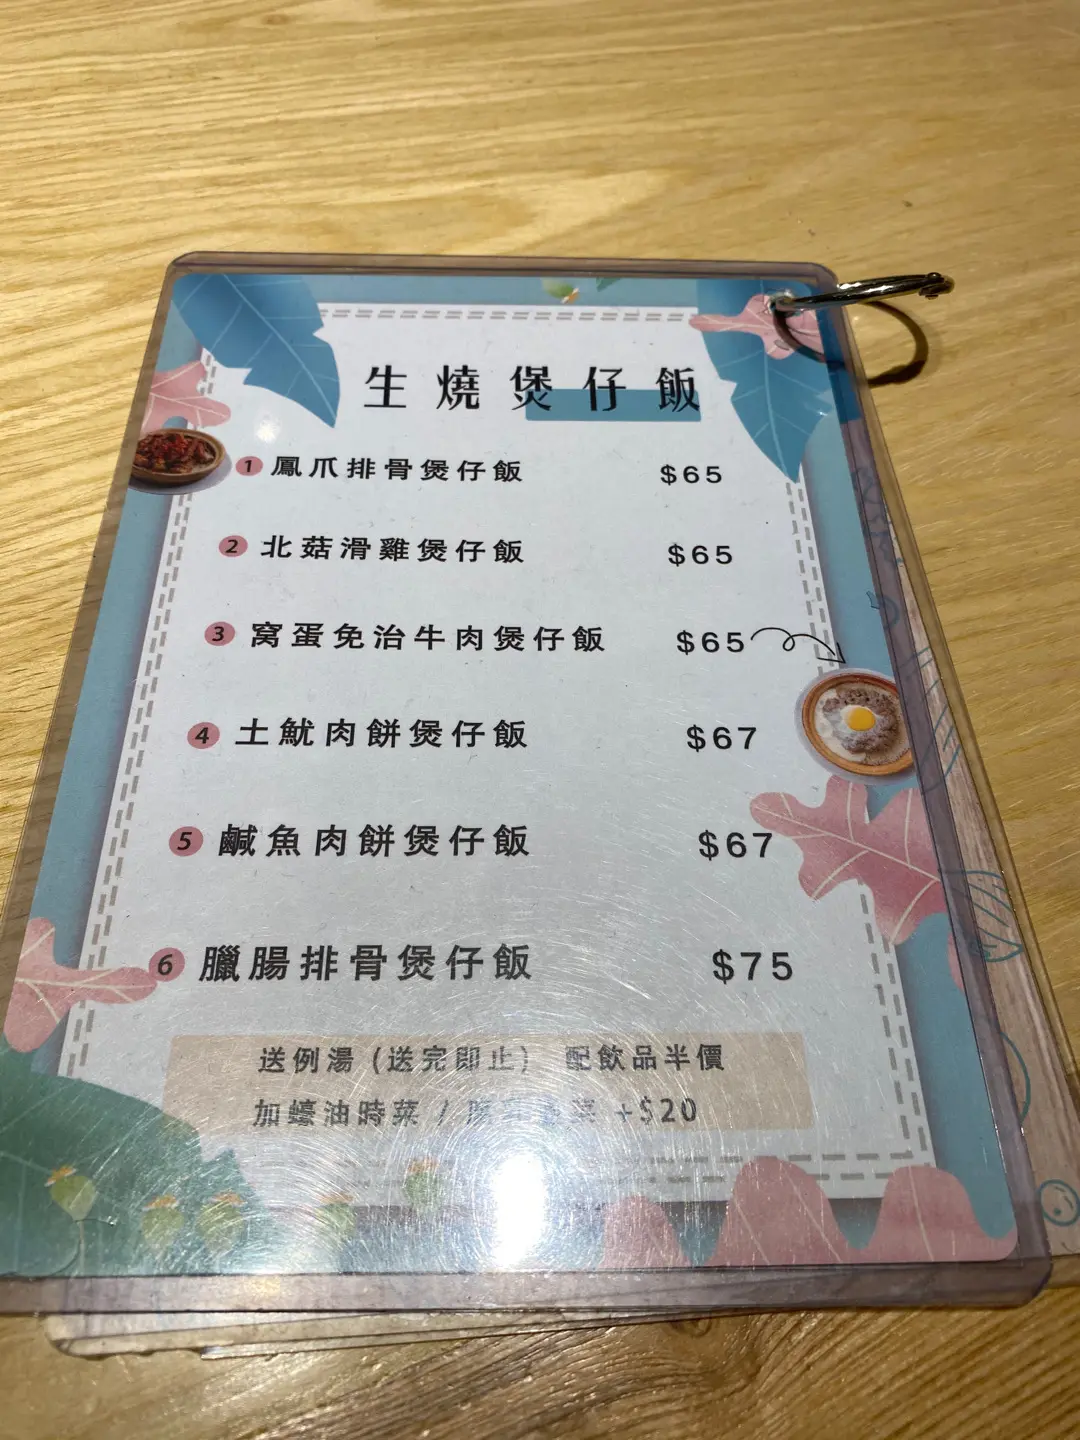 生燒煲仔飯
1 鳳爪排骨煲仔飯 $65
2 北菇滑雞煲仔飯 $65
3 窩蛋免治牛肉煲仔飯 $65
4 土魷肉餅煲仔飯 $67
5 鹹魚肉餅煲仔飯 $67
6 臘腸排骨煲仔飯 $75
送例湯 (送完即止) 配飲品半價
加蠔油時菜 / 菜 +$20